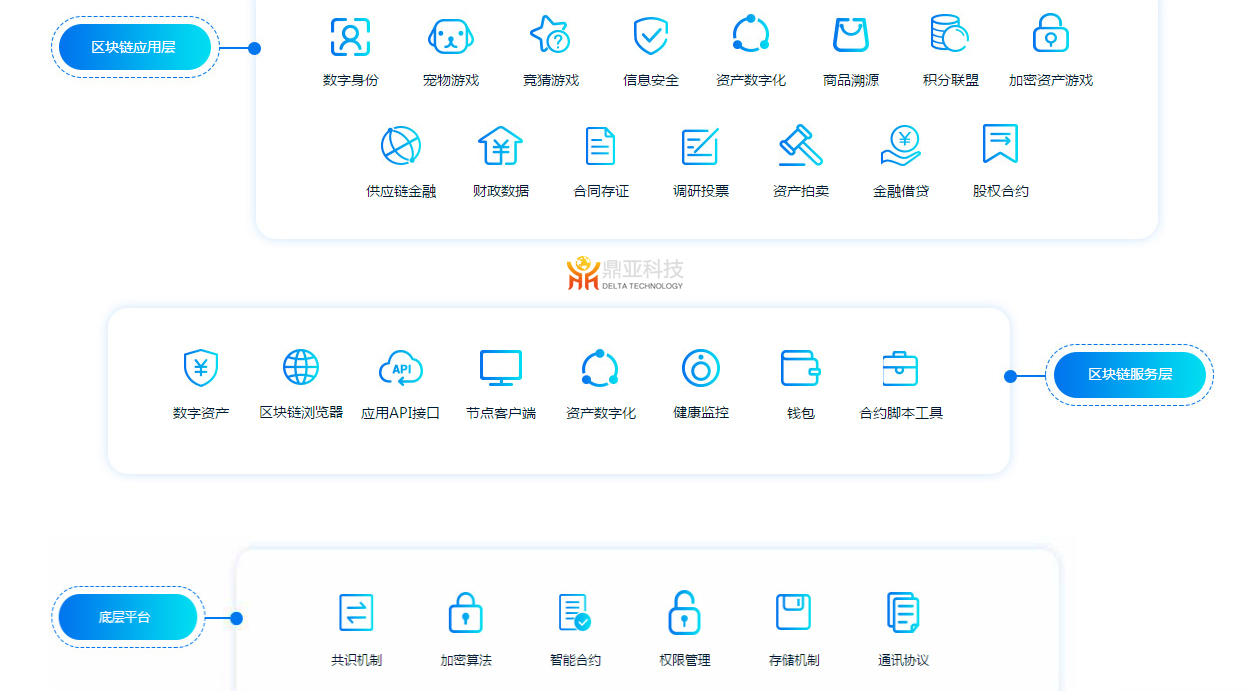 区块链应用层
数字身份 宠物游戏 竞猜游戏 信息安全 资产数字化 商品溯源 积分联盟 加密资产游戏
供应链金融 财政数据 合同存证 调研投票 资产拍卖 金融借贷 股权合约
鼎亚科技
DELTA TECHNOLOGY
API
数字资产 区块链浏览器 应用API接口 节点客户端 资产数字化 健康监控 钱包 合约脚本工具
区块链服务层
底层平台
共识机制 加密算法 智能合约 权限管理 存储机制 通讯协议